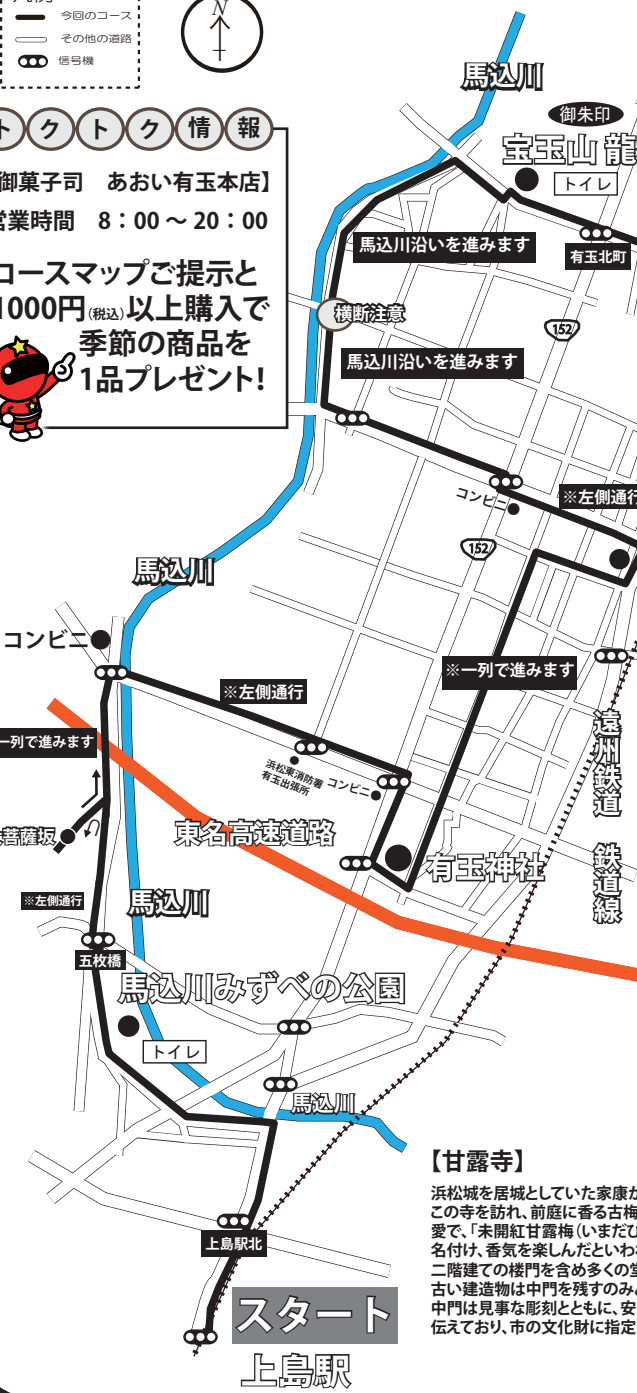 今回のコース
その他の道路
信号機
N
馬込川
御朱印
宝玉山 龍
トイレ
有玉北町
トクトク情報
御菓子司 あおい有玉本店】
営業時間 8:00～20:00
コースマップご提示と
1000円(税込)以上購入で
季節の商品を
1品プレゼント!
馬込川沿いを進みます
横断注意
152
馬込川沿いを進みます
コンビニ
※左側通行
152
馬込川
コンビニ
※一列で進みます
※左側通行
一列で進みます
遠州鉄道 鉄道線
浜松東消防署
有玉出張所
コンビニ
東名高速道路
菩薩坂
有玉神社
※左側通行
馬込川
五枚橋
馬込川みずべの公園
トイレ
馬込川
上島駅北
スタート
上島駅
【甘露寺】
浜松城を居城としていた家康か
この寺を訪れ、前庭に香る古梅
愛で、「未開紅甘露梅(いまだひ
名付け、香気を楽しんだといわ
二階建ての楼門を含め多くの堂
古い建造物は中門を残すのみ
中門は見事な彫刻とともに、安
伝えており、市の文化財に指定